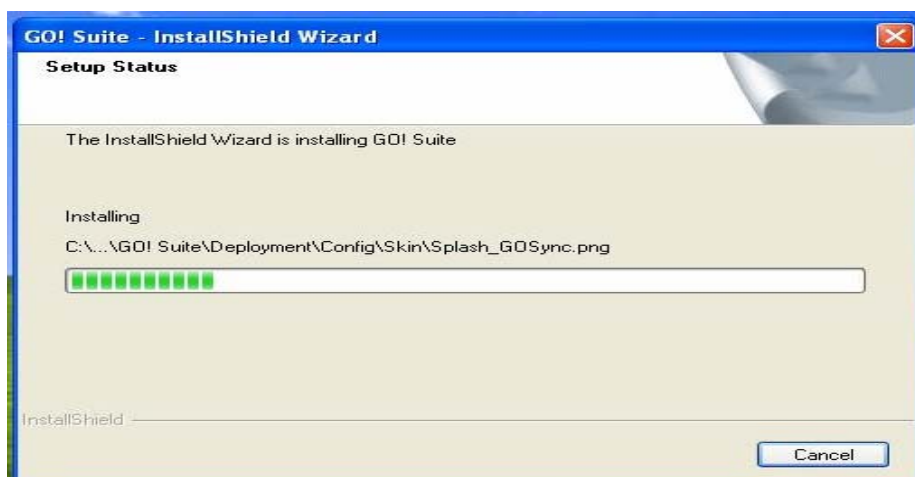 GO! Suite - InstallShield Wizard
Setup Status
The InstallShield Wizard is installing GO! Suite
Installing
C:\...\GO! Suite\Deployment\Config\Skin\Splash_GOSync.png
InstallShield
Cancel